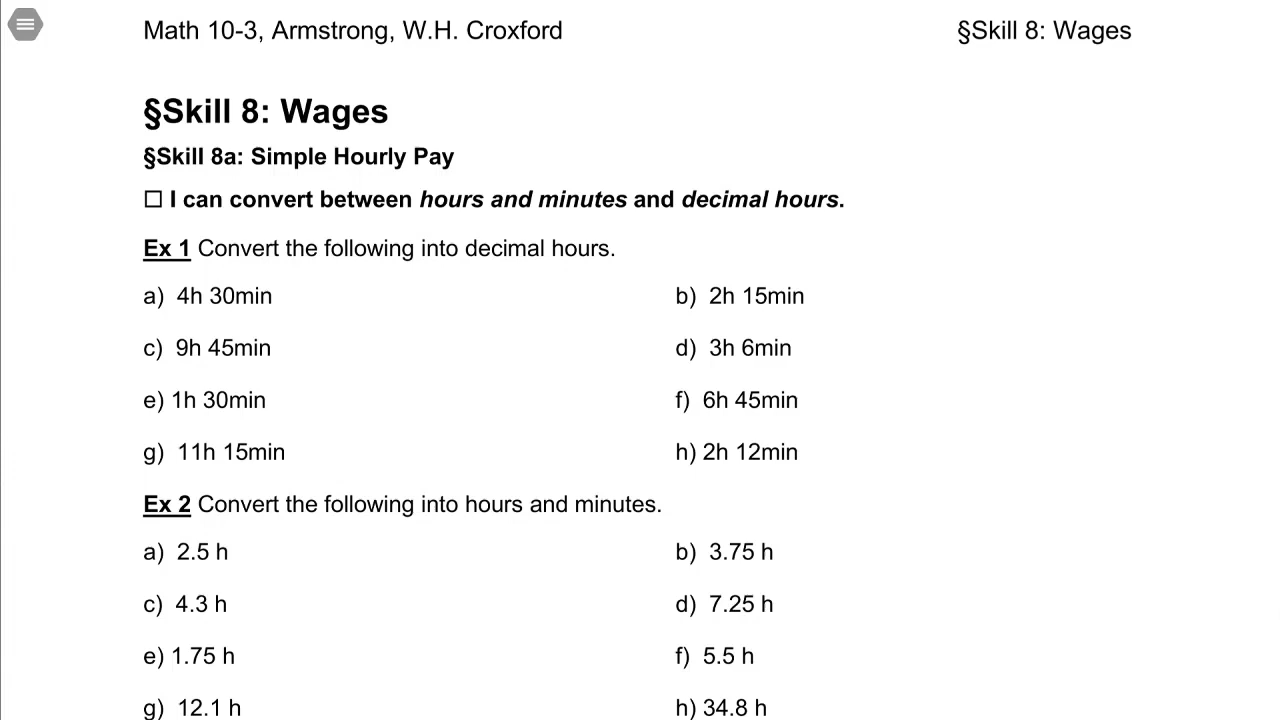 Math 10-3, Armstrong, W.H. Croxford §Skill 8: Wages
§Skill 8: Wages
§Skill 8a: Simple Hourly Pay
☐ I can convert between hours and minutes and decimal hours.
Ex 1 Convert the following into decimal hours.
a) 4h 30min b) 2h 15min
c) 9h 45min d) 3h 6min
e) 1h 30min f) 6h 45min
g) 11h 15min h) 2h 12min
Ex 2 Convert the following into hours and minutes.
a) 2.5 h b) 3.75 h
c) 4.3 h d) 7.25 h
e) 1.75 h f) 5.5 h
g) 12.1 h h) 34.8 h